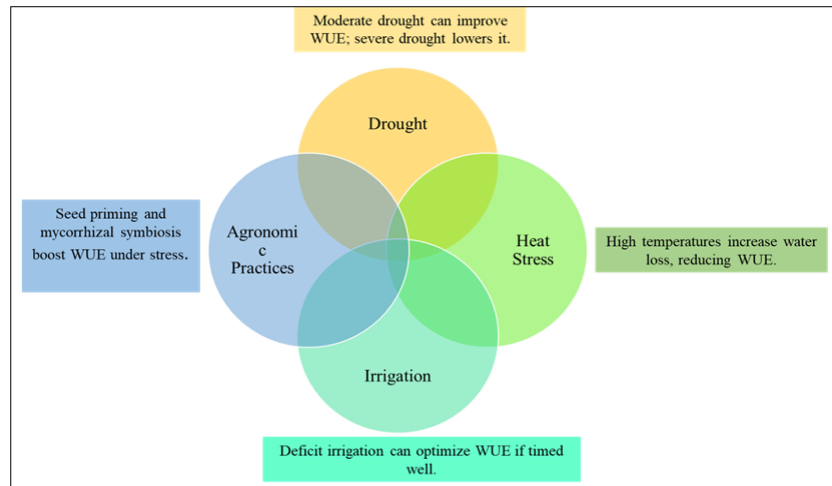 Moderate drought can improve
WUE; severe drought lowers it.
Drought
Seed priming and
mycorrhizal symbiosis
boost WUE under stress.
Agronomi
c
Practices
Heat
Stress
High temperatures increase water
loss, reducing WUE.
Irrigation
Deficit irrigation can optimize WUE if timed
well.